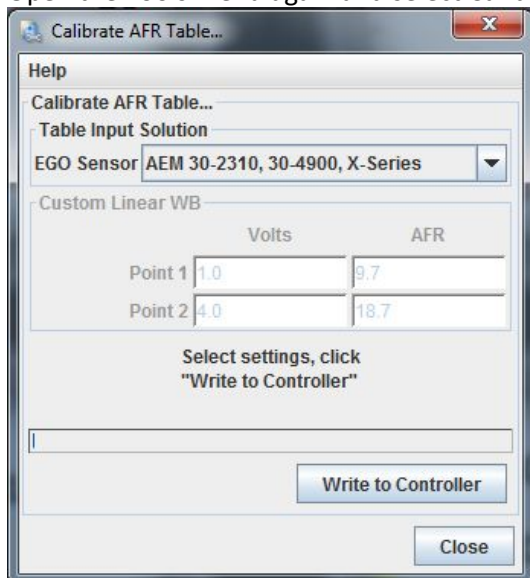 Calibrate AFR Table...
Help
Calibrate AFR Table...
Table Input Solution
EGO Sensor AEM 30-2310, 30-4900, X-Series
Custom Linear WB
Volts AFR
Point 1 1.0 9.7
Point 2 4.0 18.7
Select settings, click
"Write to Controller"
Write to Controller
Close